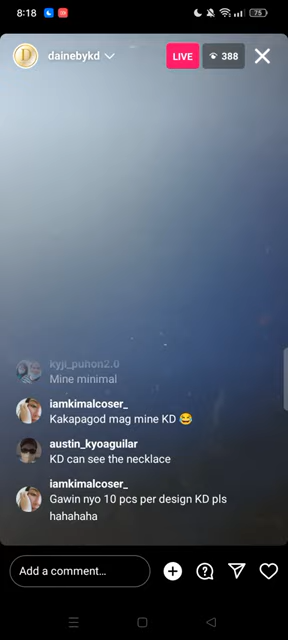 8:18
75
dainebykd
LIVE
388
kyji_puhon2.0
Mine minimal
iamkimalcoser_
Kakapagod mag mine KD 😂
austin_kyoaguilar
KD can see the necklace
iamkimalcoser_
Gawin nyo 10 pcs per design KD pls
hahahaha
Add a comment...